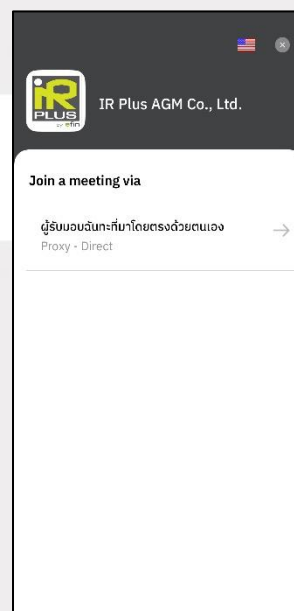 iR
PLUS
by efin
IR Plus AGM Co., Ltd.
Join a meeting via
ผู้รับมอบฉันทะที่มาโดยตรงด้วยตนเอง
Proxy - Direct